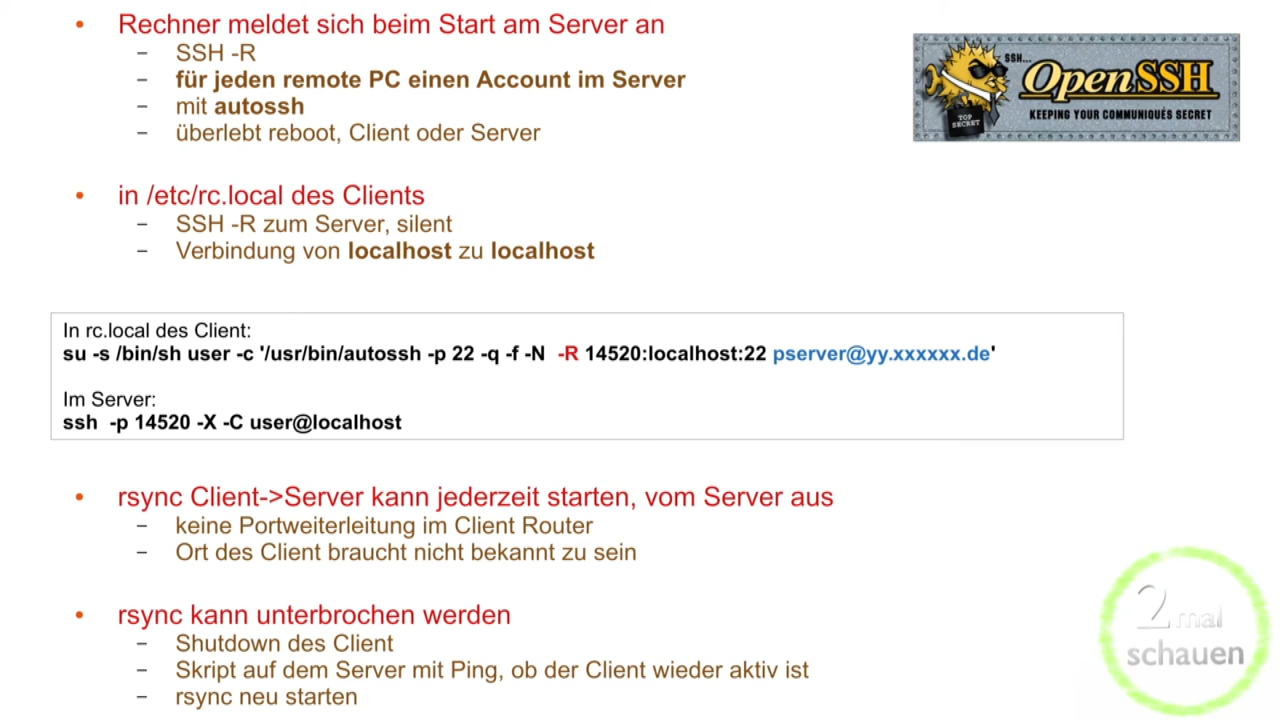 • Rechner meldet sich beim Start am Server an
– SSH -R
– für jeden remote PC einen Account im Server
– mit autossh
– überlebt reboot, Client oder Server
SSH...
OpenSSH
TOP
SECRET
KEEPING YOUR COMMUNIQUÉS SECRET
• in /etc/rc.local des Clients
– SSH -R zum Server, silent
– Verbindung von localhost zu localhost
In rc.local des Client:
su -s /bin/sh user -c '/usr/bin/autossh -p 22 -q -f -N  -R 14520:localhost:22 pserver@yy.xxxxxx.de'
Im Server:
ssh  -p 14520 -X -C user@localhost
• rsync Client->Server kann jederzeit starten, vom Server aus
– keine Portweiterleitung im Client Router
– Ort des Client braucht nicht bekannt zu sein
• rsync kann unterbrochen werden
– Shutdown des Client
– Skript auf dem Server mit Ping, ob der Client wieder aktiv ist
– rsync neu starten
2 mal
schauen